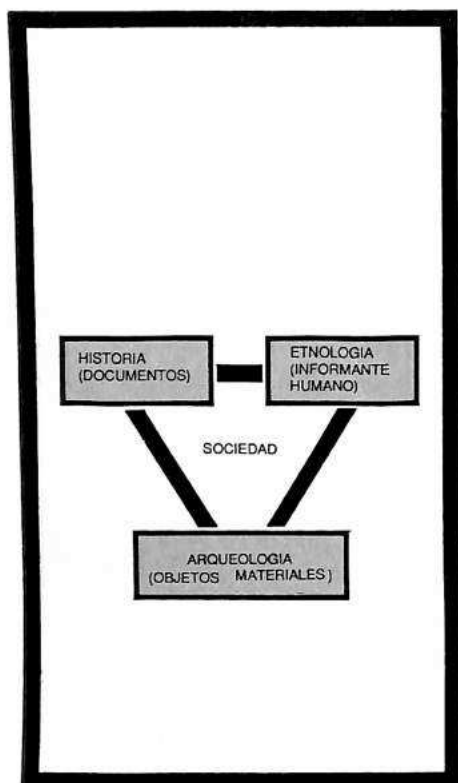 HISTORIA
(DOCUMENTOS)
ETNOLOGIA
(INFORMANTE
HUMANO)
SOCIEDAD
ARQUEOLOGIA
(OBJETOS MATERIALES)